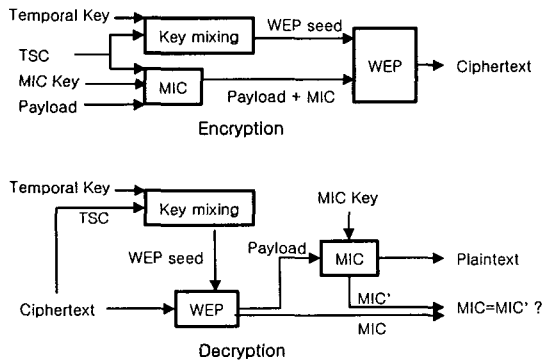 Temporal Key
Key mixing
WEP seed
TSC
WEP
Ciphertext
MIC Key
MIC
Payload
Payload + MIC
Encryption
Temporal Key
TSC
Key mixing
MIC Key
WEP seed
Payload
MIC
Plaintext
Ciphertext
WEP
MIC'
MIC=MIC' ?
MIC
Decryption